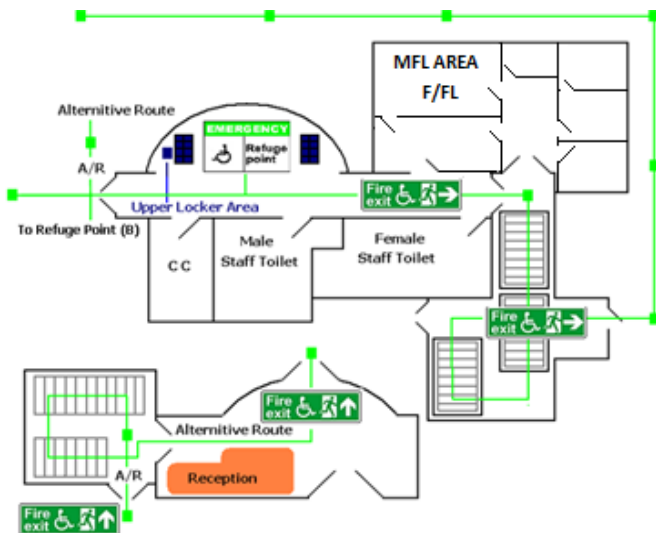 MFL AREA
F/FL
Alternitive Route
EMERGENCY
Refuge
point
A/R
Fire
exit
Upper Locker Area
To Refuge Point (B)
C C
Male
Staff Toilet
Female
Staff Toilet
Fire
exit
Fire
exit
Alternitive Route
A/R
Reception
Fire
exit